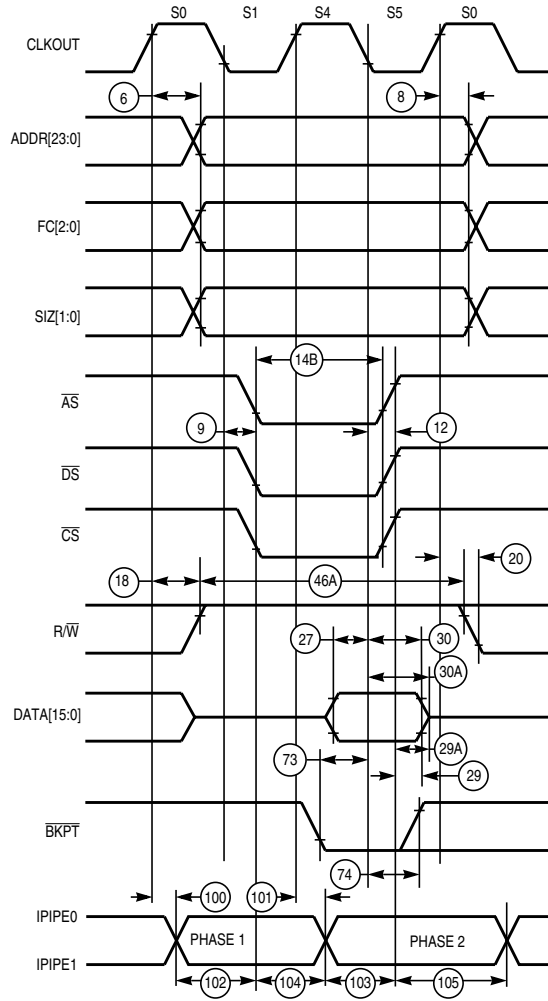 S0 S1 S4 S5 S0
CLKOUT
6 8
ADDR[23:0]
FC[2:0]
SIZ[1:0]
14B
AS
9 12
DS
CS
20
18 46A
R/W
27 30
30A
DATA[15:0]
29A
73 29
BKPT
74
100 101
IPIPE0
PHASE 1 PHASE 2
IPIPE1
102 104 103 105